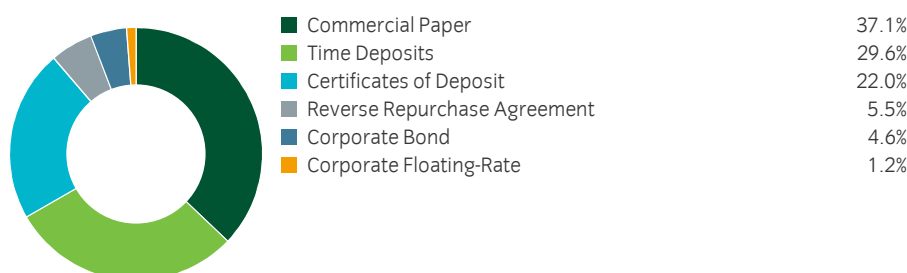 Commercial Paper 37.1%
Time Deposits 29.6%
Certificates of Deposit 22.0%
Reverse Repurchase Agreement 5.5%
Corporate Bond 4.6%
Corporate Floating-Rate 1.2%